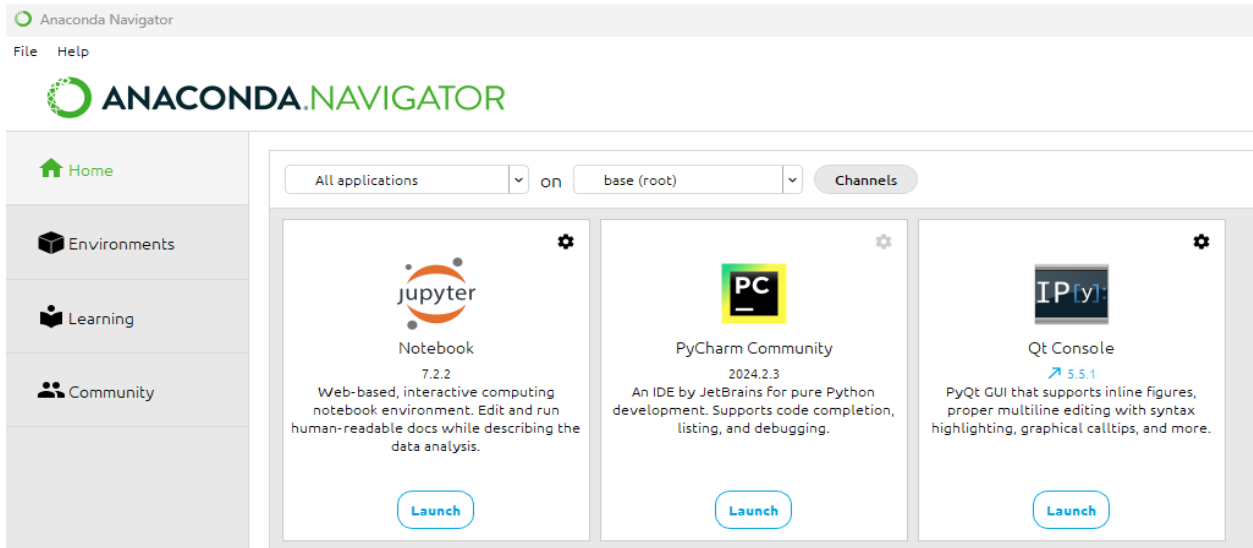 Anaconda Navigator
File Help
ANACONDA.NAVIGATOR
Home
Environments
Learning
Community
All applications on base (root) Channels
jupyter
Notebook
7.2.2
Web-based, interactive computing
notebook environment. Edit and run
human-readable docs while describing the
data analysis.
Launch
PC
PyCharm Community
2024.2.3
An IDE by JetBrains for pure Python
development. Supports code completion,
listing, and debugging.
Launch
IP[y]:
Qt Console
5.5.1
PyQt GUI that supports inline figures,
proper multiline editing with syntax
highlighting, graphical calltips, and more.
Launch